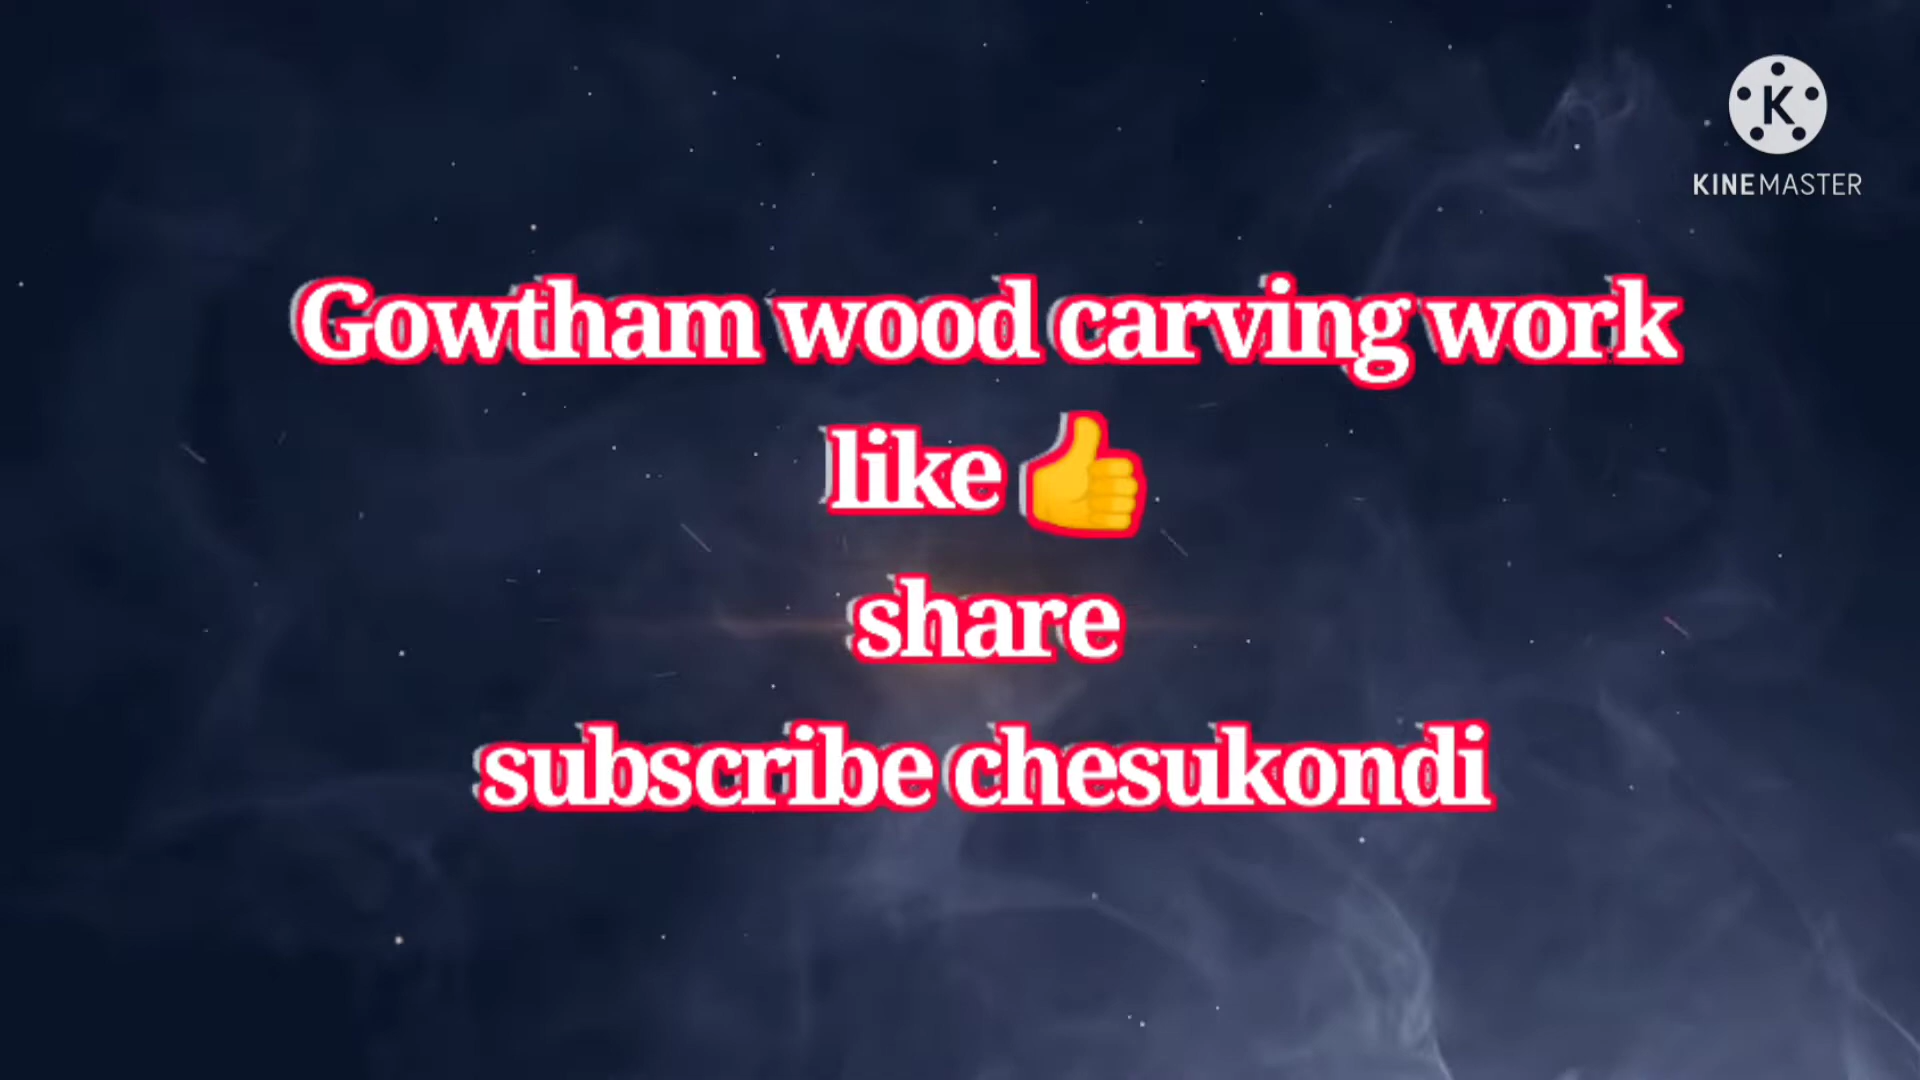 K
KINEMASTER
Gowtham wood carving work
like 👍
share
subscribe chesukondi